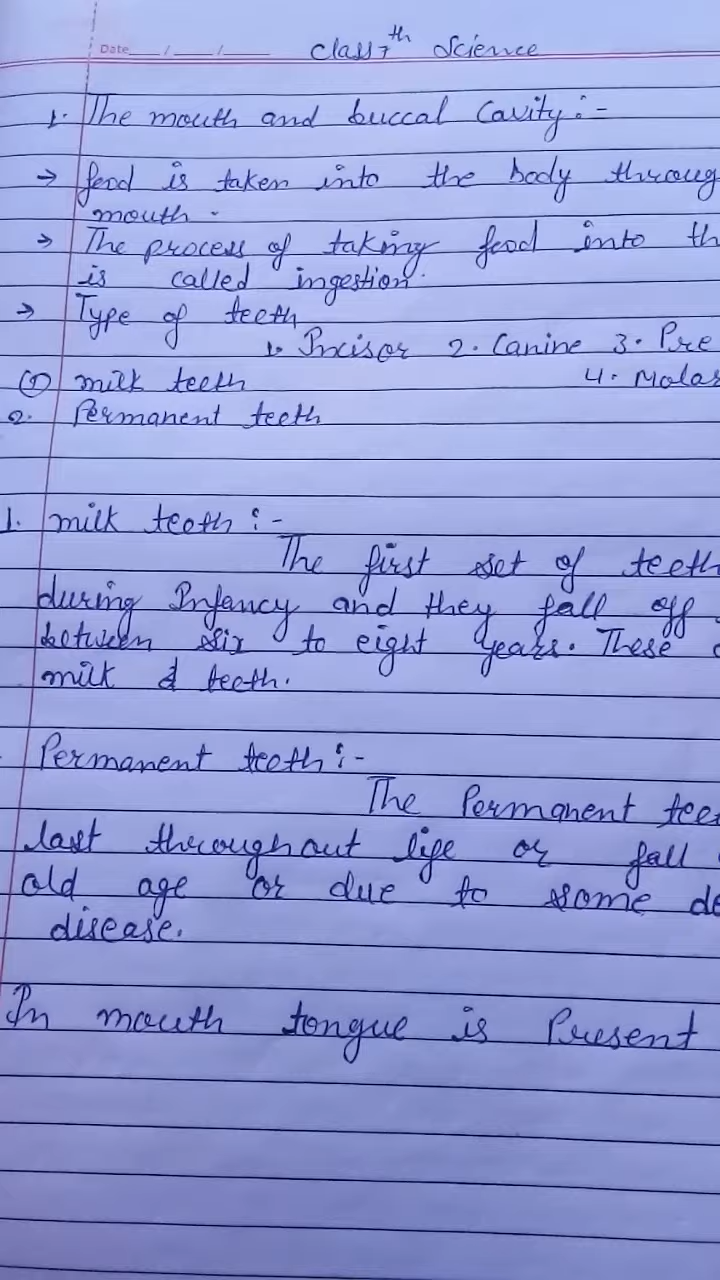 Date / / class 7th Science
1. The mouth and buccal Cavity :-
→ food is taken into the body throug
mouth .
→ The process of taking food into th
is called ingestion.
→ Type of teeth
1. Incisor 2. Canine 3. Pre
① milk teeth 4. Molar
2. Permanent teeth
1. milk teeth :-
The first set of teeth
during Infancy and they fall off
between six to eight years. These
milk teeth.
Permanent teeth :-
The Permanent tee
last throughout life or fall
old age or due to some de
disease.
In mouth tongue is Present